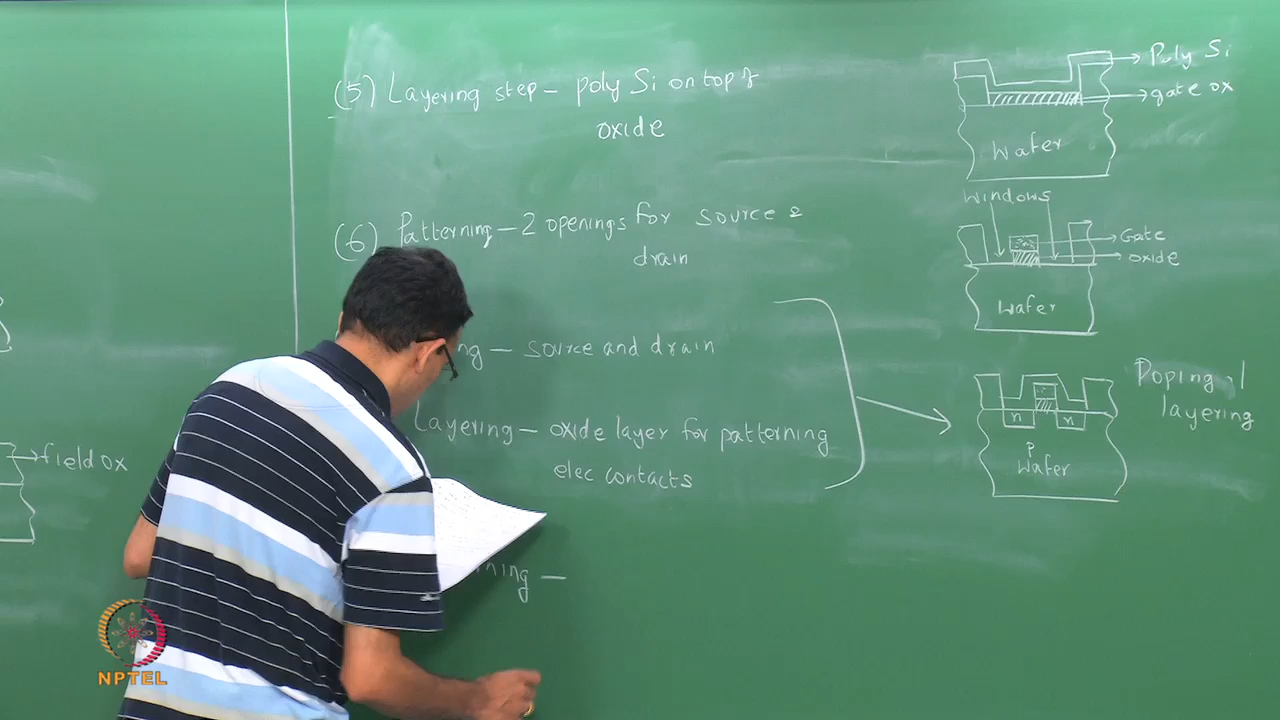 (5) Layering step – poly Si on top of
oxide
(6) Patterning – 2 openings for source &
drain
ng – source and drain
Layering – oxide layer for patterning
elec contacts
ning –
field ox
Poly Si
gate ox
Wafer
Windows
Gate
oxide
Wafer
Doping /
layering
n n
P
Wafer
NPTEL